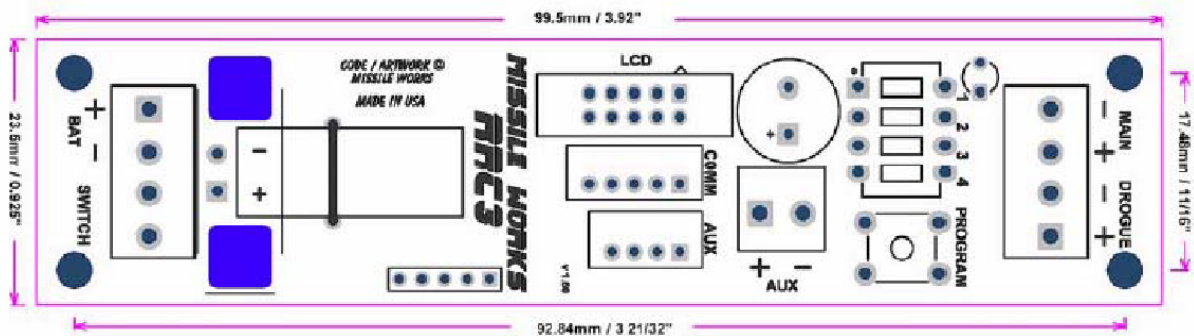 99.5mm / 3.92"
23.5mm / 0.925"
+
BAT
-
SWITCH
CODE / ARTWORK ©
MISSILE WORKS
MADE IN USA
-
+
MISSILE WORKS
RRC3
LCD
COMM
AUX
v1.00
+
+ -
AUX
1
2
3
4
PROGRAM
-
MAIN
+
-
DROGUE
+
17.46mm / 11/16"
92.84mm / 3 21/32"